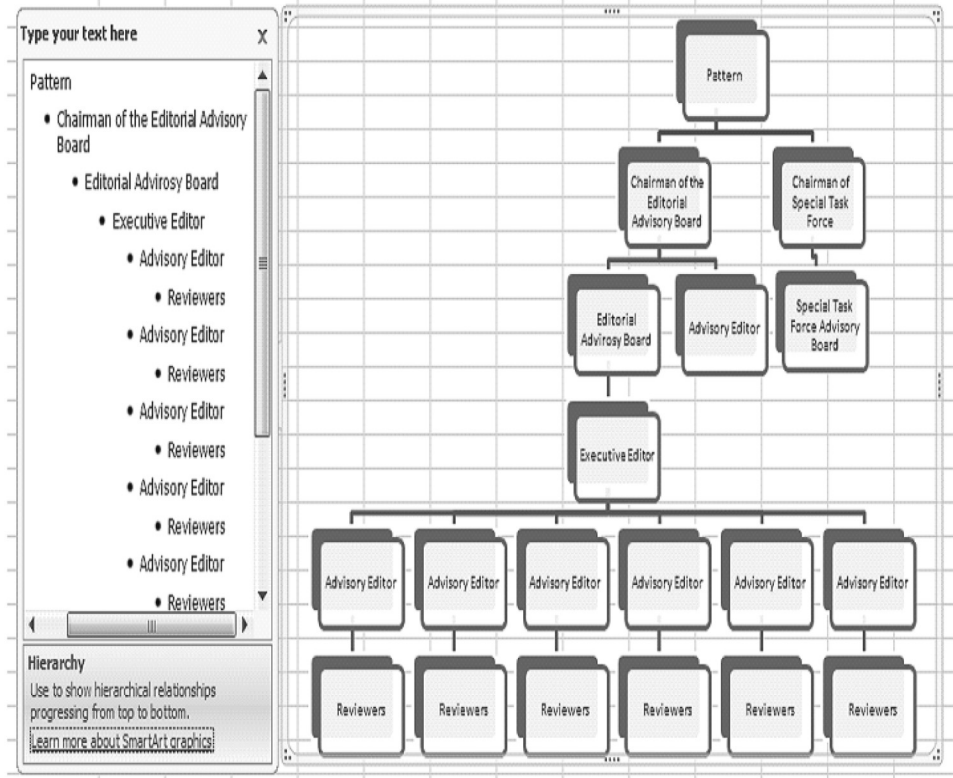 Type your text here
X
Pattern
• Chairman of the Editorial Advisory
Board
• Editorial Advirosy Board
• Executive Editor
• Advisory Editor
• Reviewers
• Advisory Editor
• Reviewers
• Advisory Editor
• Reviewers
• Advisory Editor
• Reviewers
• Advisory Editor
• Reviewers
Hierarchy
Use to show hierarchical relationships
progressing from top to bottom.
Learn more about SmartArt graphics
Pattern
Chairman of the
Editorial
Advisory Board
Chairman of
Special Task
Force
Editorial
Advirosy Board
Advisory Editor
Special Task
Force Advisory
Board
Executive Editor
Advisory Editor
Advisory Editor
Advisory Editor
Advisory Editor
Advisory Editor
Advisory Editor
Reviewers
Reviewers
Reviewers
Reviewers
Reviewers
Reviewers